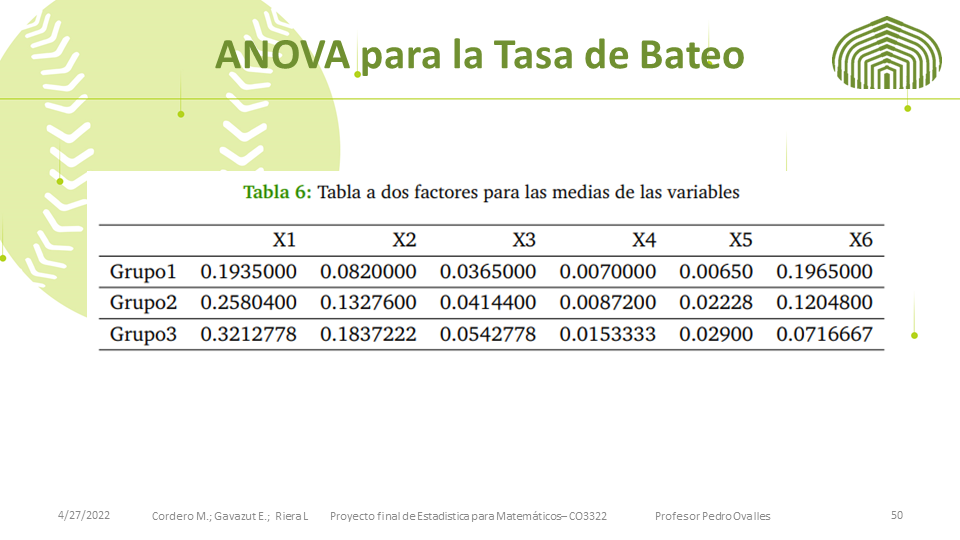 ANOVA para la Tasa de Bateo
Tabla 6: Tabla a dos factores para las medias de las variables
X1 X2 X3 X4 X5 X6
Grupo1 0.1935000 0.0820000 0.0365000 0.0070000 0.00650 0.1965000
Grupo2 0.2580400 0.1327600 0.0414400 0.0087200 0.02228 0.1204800
Grupo3 0.3212778 0.1837222 0.0542778 0.0153333 0.02900 0.0716667
4/27/2022 Cordero M.; Gavazut E.; Riera L Proyecto final de Estadistica para Matemáticos– CO3322 Profesor Pedro Ovalles 50